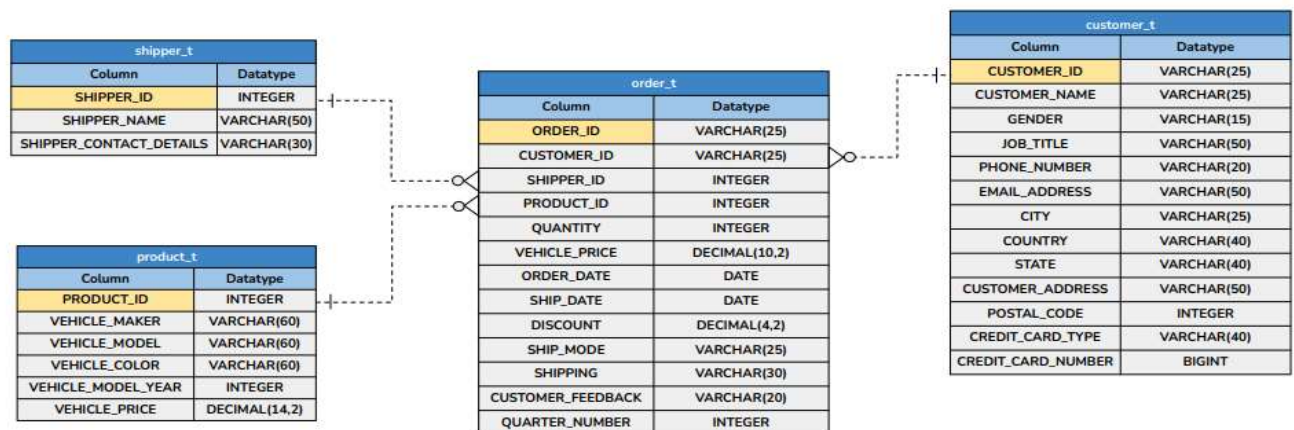 shipper_t
Column Datatype
SHIPPER_ID INTEGER
SHIPPER_NAME VARCHAR(50)
SHIPPER_CONTACT_DETAILS VARCHAR(30)
product_t
Column Datatype
PRODUCT_ID INTEGER
VEHICLE_MAKER VARCHAR(60)
VEHICLE_MODEL VARCHAR(60)
VEHICLE_COLOR VARCHAR(60)
VEHICLE_MODEL_YEAR INTEGER
VEHICLE_PRICE DECIMAL(14,2)
order_t
Column Datatype
ORDER_ID VARCHAR(25)
CUSTOMER_ID VARCHAR(25)
SHIPPER_ID INTEGER
PRODUCT_ID INTEGER
QUANTITY INTEGER
VEHICLE_PRICE DECIMAL(10,2)
ORDER_DATE DATE
SHIP_DATE DATE
DISCOUNT DECIMAL(4,2)
SHIP_MODE VARCHAR(25)
SHIPPING VARCHAR(30)
CUSTOMER_FEEDBACK VARCHAR(20)
QUARTER_NUMBER INTEGER
customer_t
Column Datatype
CUSTOMER_ID VARCHAR(25)
CUSTOMER_NAME VARCHAR(25)
GENDER VARCHAR(15)
JOB_TITLE VARCHAR(50)
PHONE_NUMBER VARCHAR(20)
EMAIL_ADDRESS VARCHAR(50)
CITY VARCHAR(25)
COUNTRY VARCHAR(40)
STATE VARCHAR(40)
CUSTOMER_ADDRESS VARCHAR(50)
POSTAL_CODE INTEGER
CREDIT_CARD_TYPE VARCHAR(40)
CREDIT_CARD_NUMBER BIGINT